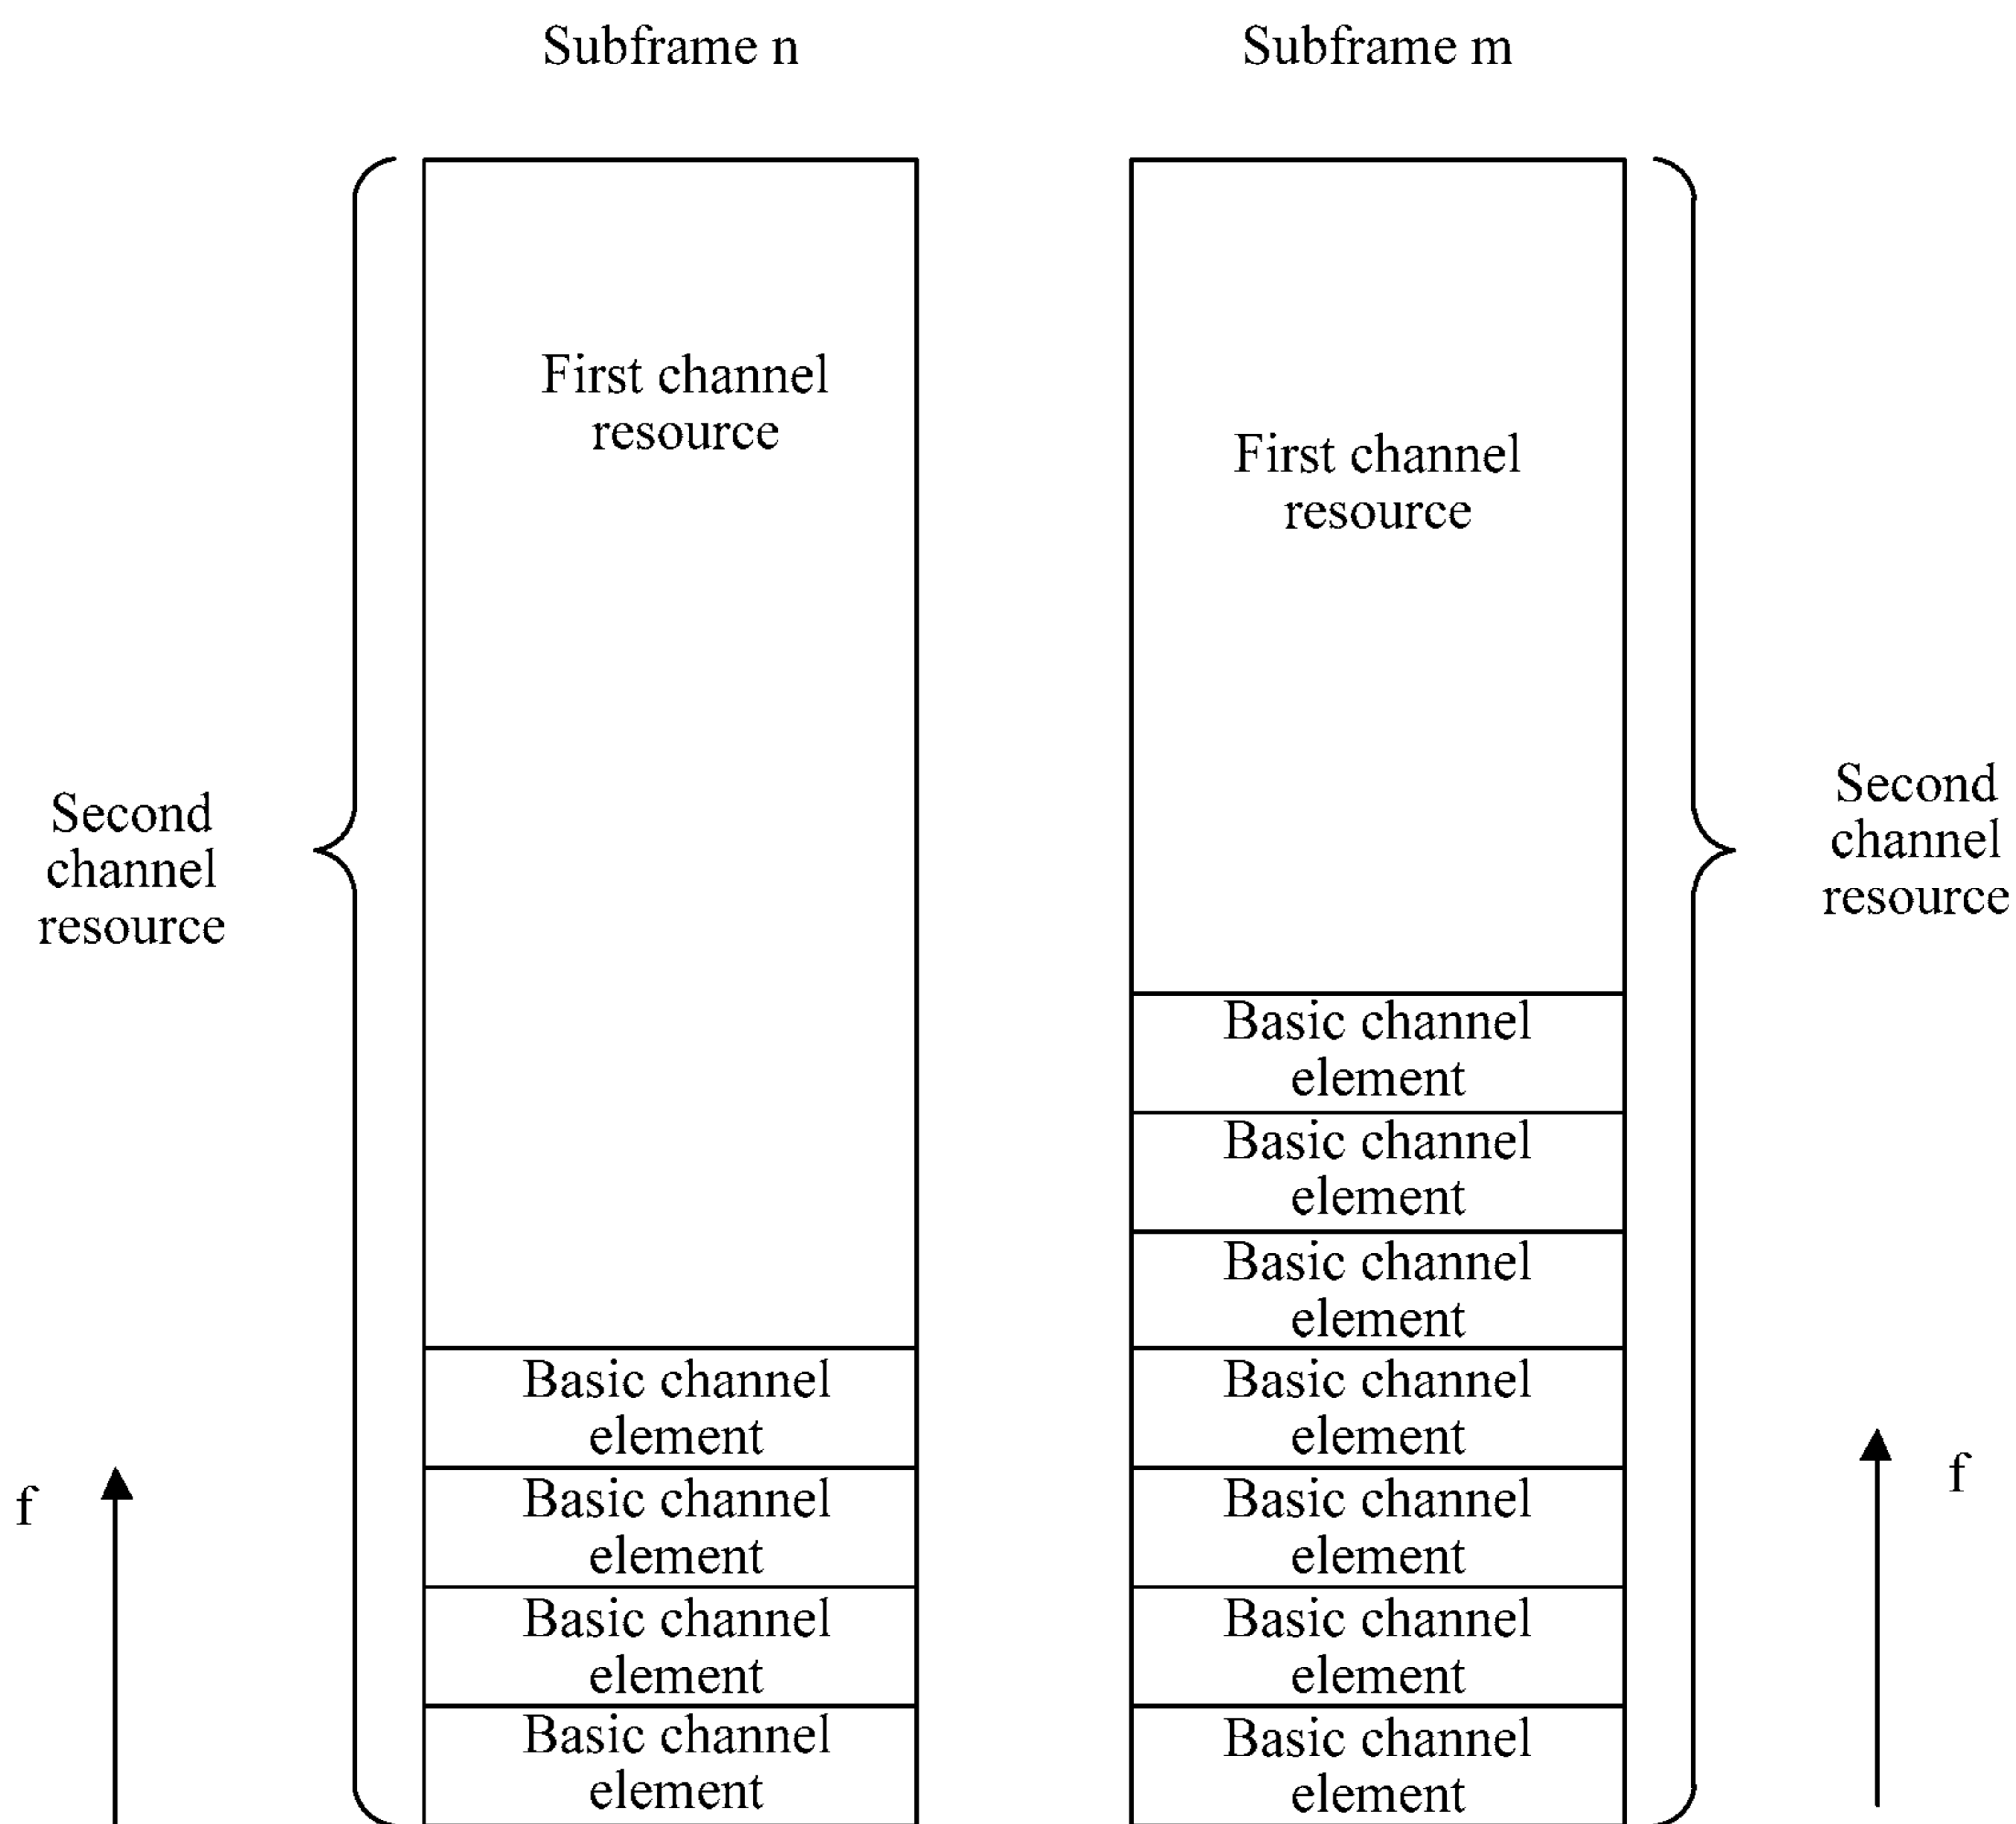 Subframe n
Subframe m
First channel
resource
First channel
resource
Second
channel
resource
Second
channel
resource
Basic channel
element
Basic channel
element
Basic channel
element
Basic channel
element
Basic channel
element
Basic channel
element
Basic channel
element
Basic channel
element
Basic channel
element
Basic channel
element
Basic channel
element
f
f